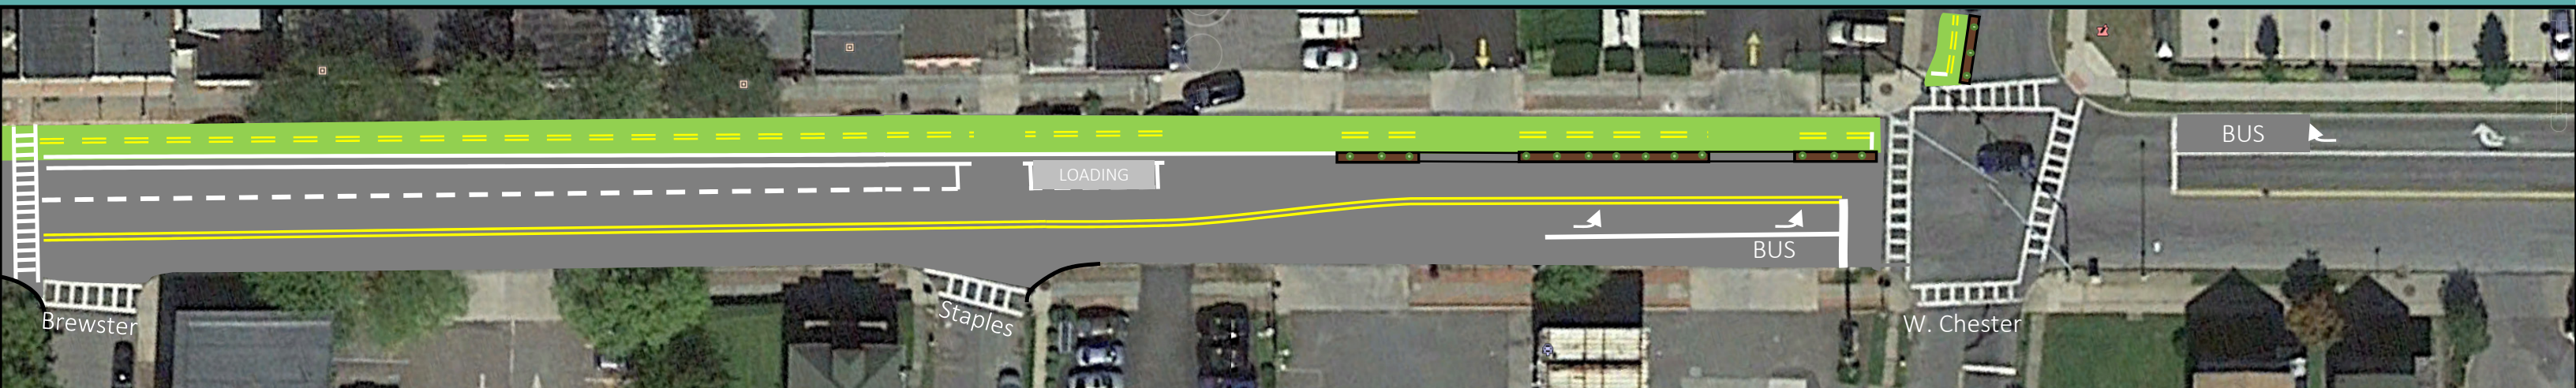 BUS
LOADING
BUS
Brewster
Staples
W. Chester